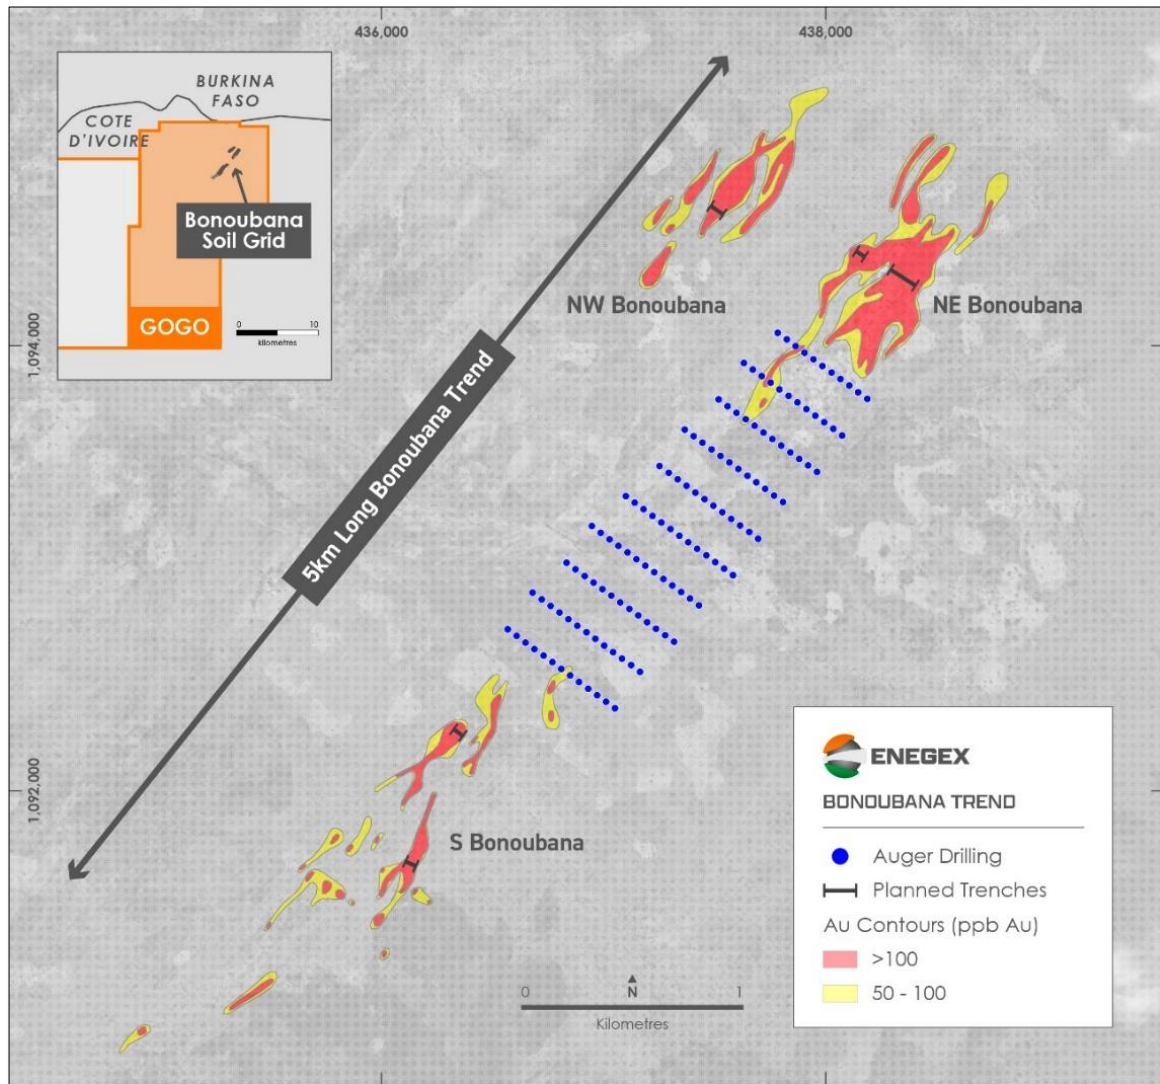 436,000
438,000
BURKINA
FASO
COTE
D'IVOIRE
Bonoubana
Soil Grid
GOGO
0 10
kilometres
1,094,000
1,092,000
5km Long Bonoubana Trend
NW Bonoubana
NE Bonoubana
S Bonoubana
0 N 1
Kilometres
ENEGEX
BONOUBANA TREND
Auger Drilling
Planned Trenches
Au Contours (ppb Au)
>100
50 - 100